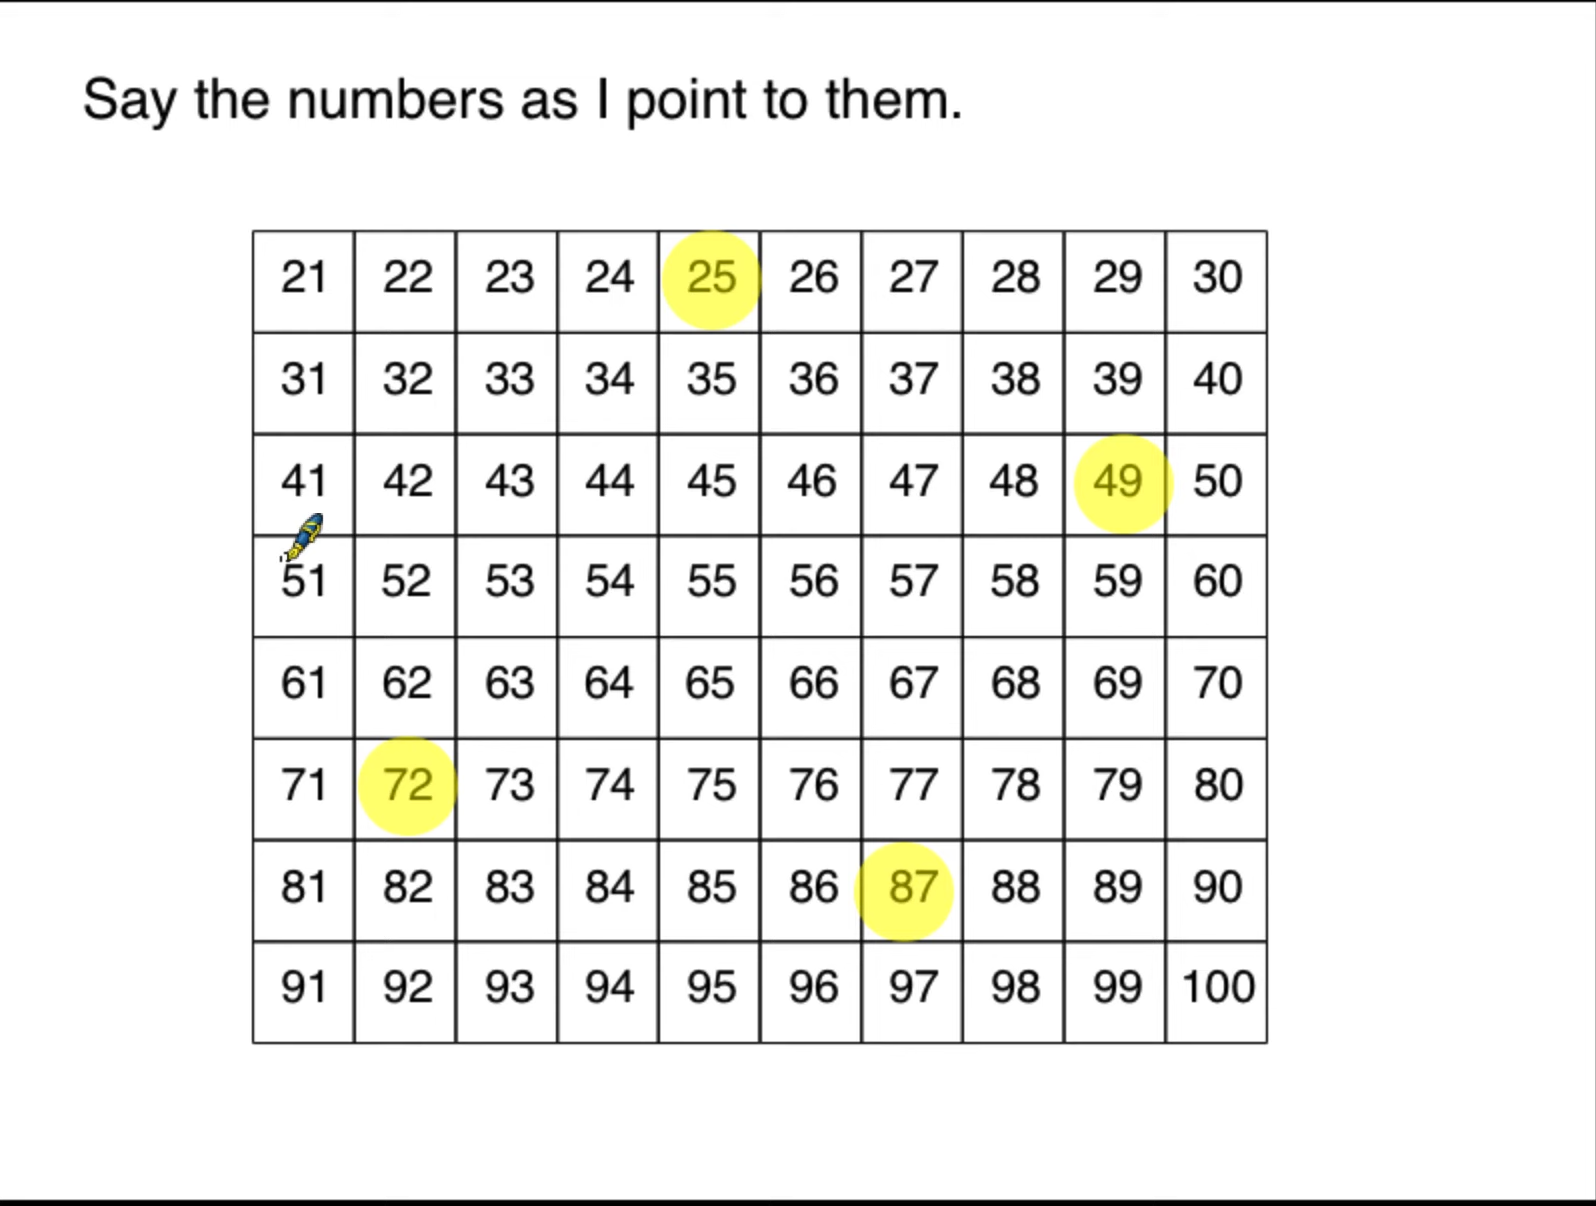 Say the numbers as I point to them.
21 22 23 24 25 26 27 28 29 30
31 32 33 34 35 36 37 38 39 40
41 42 43 44 45 46 47 48 49 50
51 52 53 54 55 56 57 58 59 60
61 62 63 64 65 66 67 68 69 70
71 72 73 74 75 76 77 78 79 80
81 82 83 84 85 86 87 88 89 90
91 92 93 94 95 96 97 98 99 100